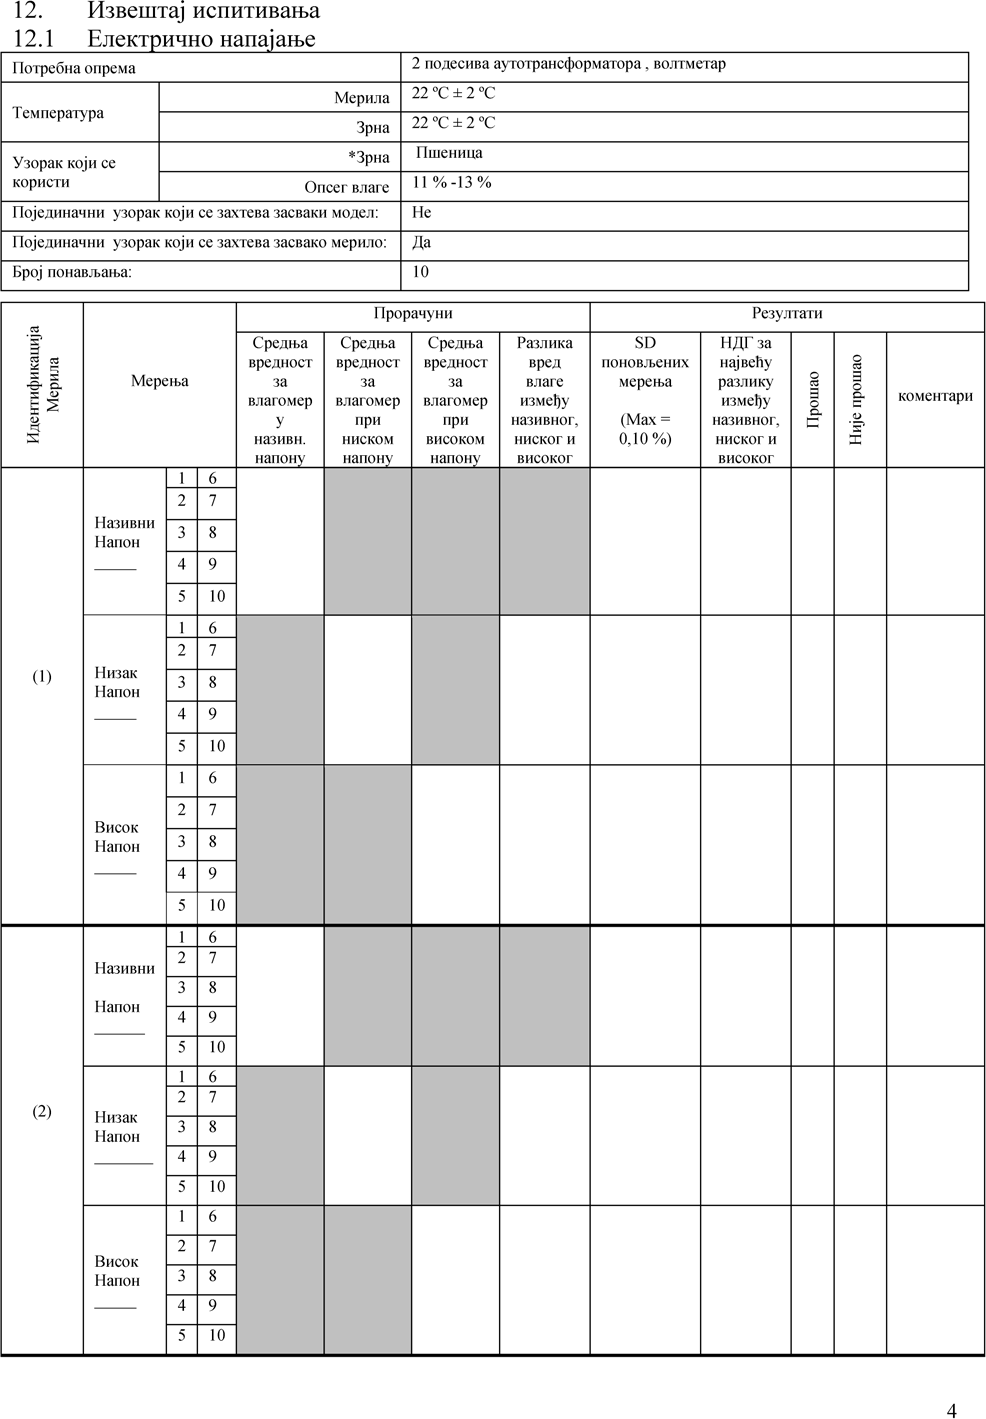 12. Извештај испитивања
12.1 Електрично напајање
Потребна опрема
2 подесива аутотрансформатора , волтметар
Температура
Мерила
22 ºC ± 2 ºC
Зрна
22 ºC ± 2 ºC
Узорак који се
користи
*Зрна
Пшеница
Опсег влаге
11 % -13 %
Појединачни узорак који се захтева засваки модел:
Не
Појединачни узорак који се захтева засвако мерило:
Да
Број понављања:
10
Идентификација
Мерила
Мерења
Прорачуни
Резултати
Средња
вредност
за
влагомер
у
називн.
напону
Средња
вредност
за
влагомер
при
ниском
напону
Средња
вредност
за
влагомер
при
високом
напону
Разлика
вред
влаге
између
називног,
ниског и
високог
SD
поновљених
мерења
(Max =
0,10 %)
НДГ за
највећу
разлику
између
називног,
ниског и
високог
Прошао
Није прошао
коментари
(1)
Називни
Напон
_____
1 6
2 7
3 8
4 9
5 10
Низак
Напон
_____
1 6
2 7
3 8
4 9
5 10
Висок
Напон
_____
1 6
2 7
3 8
4 9
5 10
(2)
Називни
Напон
______
1 6
2 7
3 8
4 9
5 10
Низак
Напон
_______
1 6
2 7
3 8
4 9
5 10
Висок
Напон
_____
1 6
2 7
3 8
4 9
5 10
4